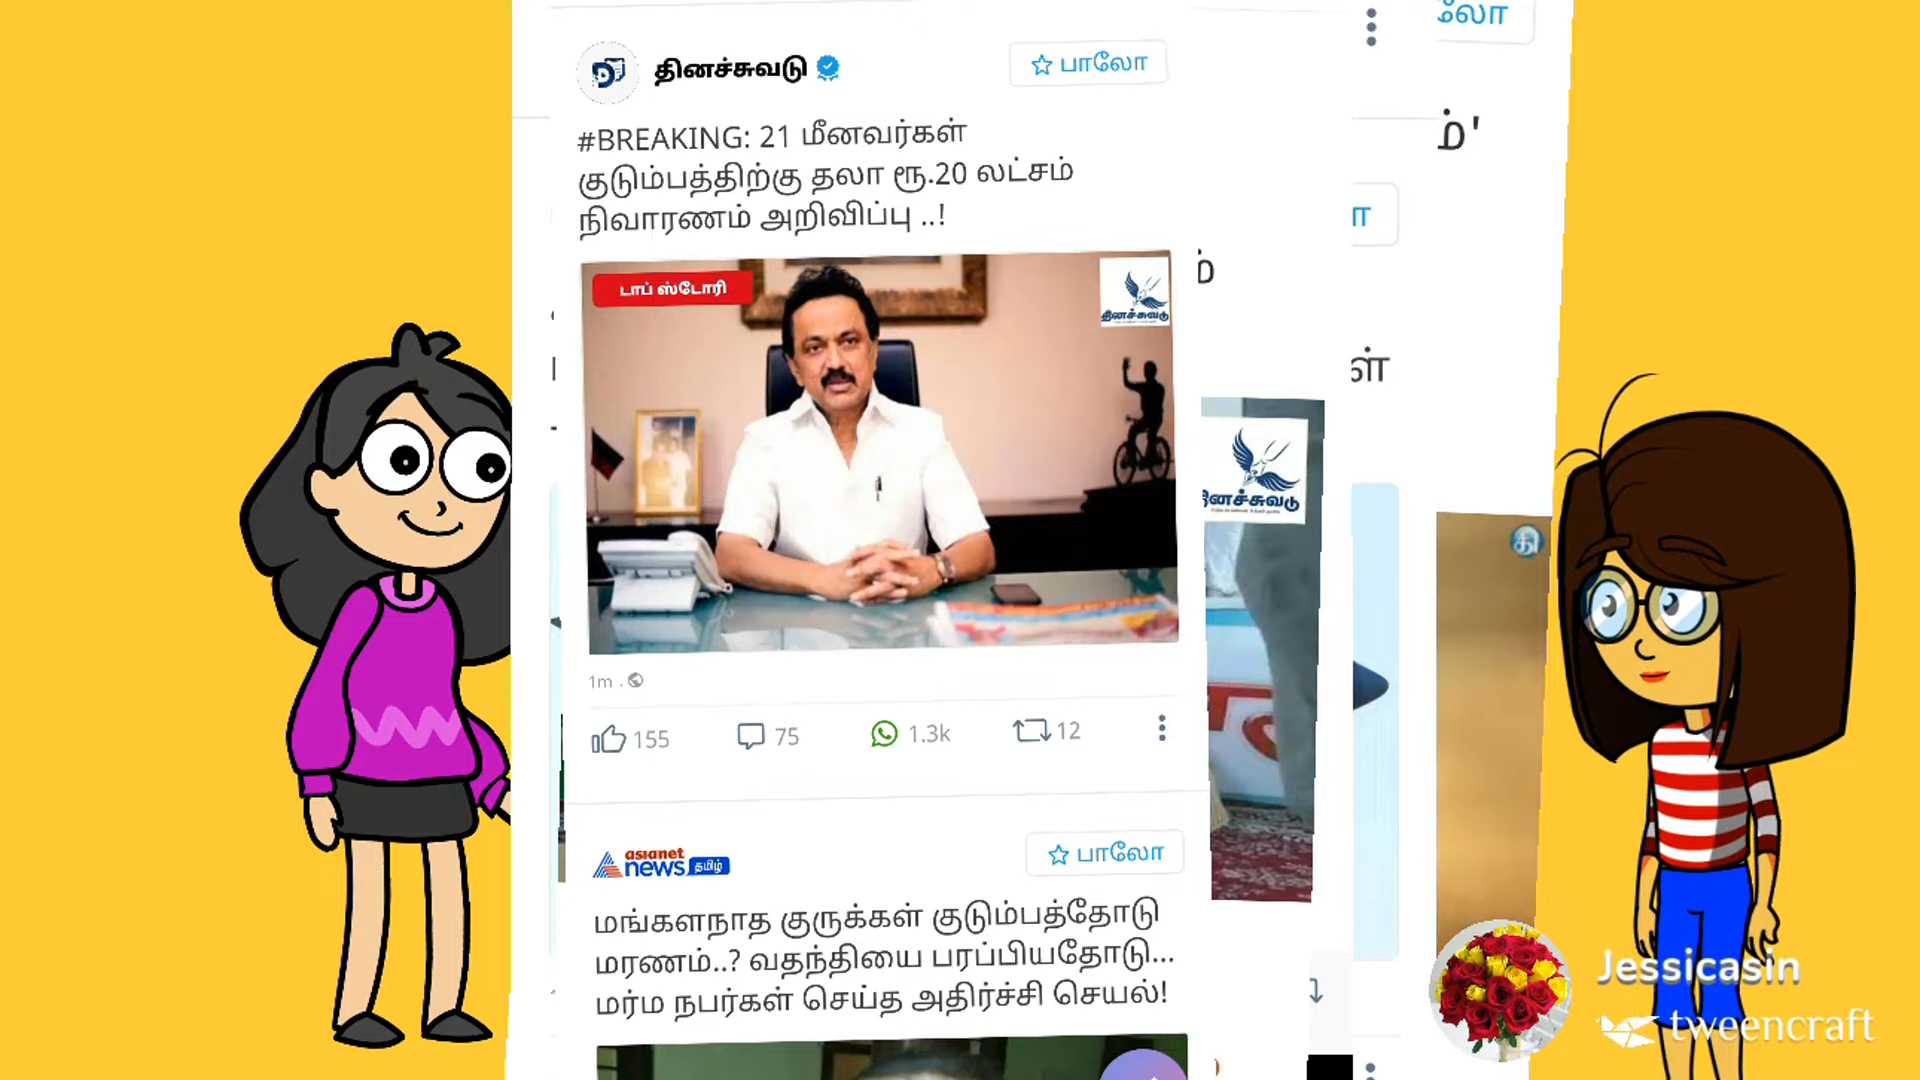 தினச்சுவடு
பாலோ
#BREAKING: 21 மீனவர்கள்
குடும்பத்திற்கு தலா ரூ.20 லட்சம்
நிவாரணம் அறிவிப்பு ..!
டாப் ஸ்டோரி
தினச்சுவடு
1m .
155
75
1.3k
12
asianet
news தமிழ்
பாலோ
மங்களநாத குருக்கள் குடும்பத்தோடு
மரணம்..? வதந்தியை பரப்பியதோடு...
மர்ம நபர்கள் செய்த அதிர்ச்சி செயல்!
Jessicasin
tweencraft